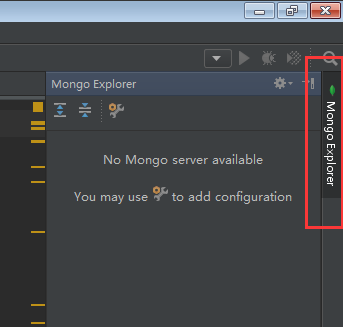 Mongo Explorer
No Mongo server available
You may use to add configuration
Mongo Explorer